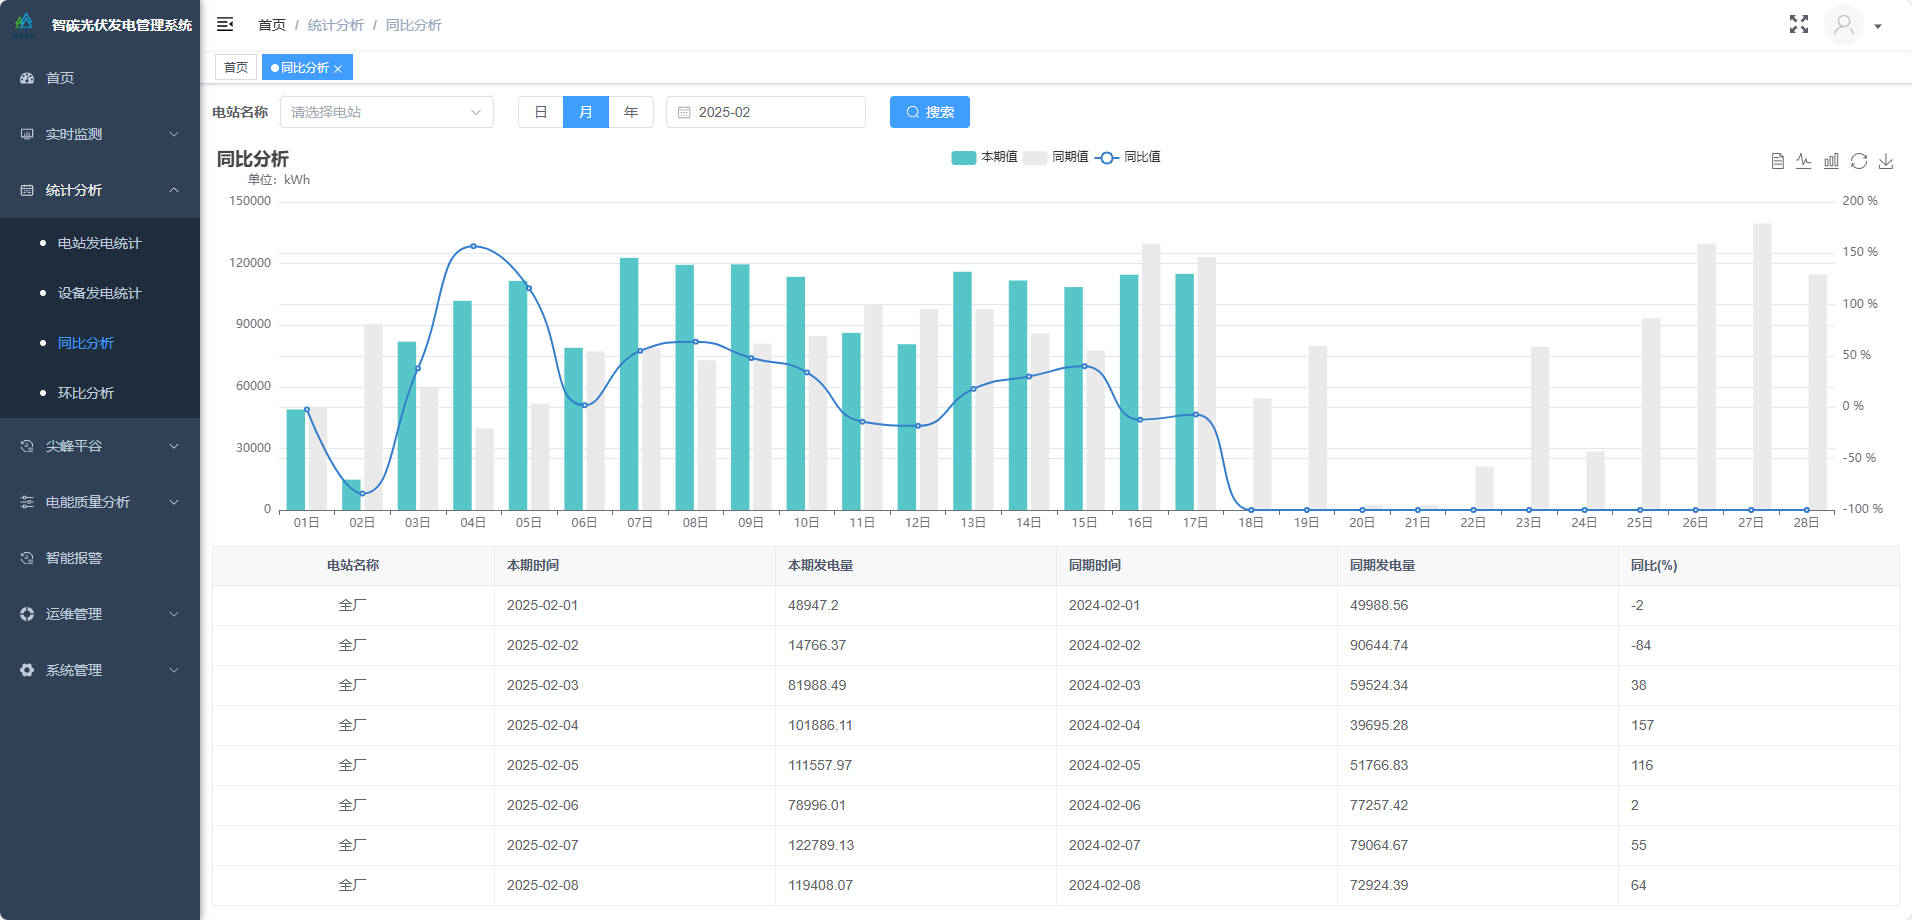 智碳光伏发电管理系统
首页 / 统计分析 / 同比分析
首页
同比分析 ×
首页
实时监测
统计分析
电站发电统计
设备发电统计
同比分析
环比分析
尖峰平谷
电能质量分析
智能报警
运维管理
系统管理
电站名称 请选择电站 日 月 年 2025-02 搜索
同比分析
本期值 同期值 同比值
单位: kWh
150000
120000
90000
60000
30000
0
200 %
150 %
100 %
50 %
0 %
-50 %
-100 %
01日 02日 03日 04日 05日 06日 07日 08日 09日 10日 11日 12日 13日 14日 15日 16日 17日 18日 19日 20日 21日 22日 23日 24日 25日 26日 27日 28日
电站名称 本期时间 本期发电量 同期时间 同期发电量 同比(%)
全厂 2025-02-01 48947.2 2024-02-01 49988.56 -2
全厂 2025-02-02 14766.37 2024-02-02 90644.74 -84
全厂 2025-02-03 81988.49 2024-02-03 59524.34 38
全厂 2025-02-04 101886.11 2024-02-04 39695.28 157
全厂 2025-02-05 111557.97 2024-02-05 51766.83 116
全厂 2025-02-06 78996.01 2024-02-06 77257.42 2
全厂 2025-02-07 122789.13 2024-02-07 79064.67 55
全厂 2025-02-08 119408.07 2024-02-08 72924.39 64